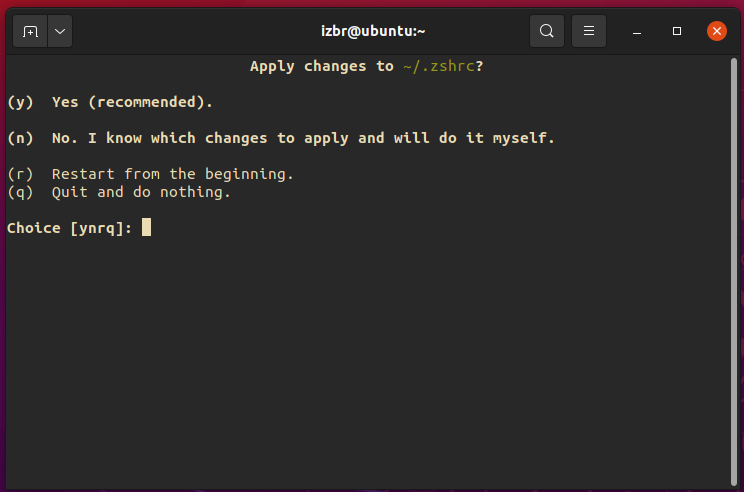 izbr@ubuntu:~
Apply changes to ~/.zshrc?
(y)  Yes (recommended).
(n)  No. I know which changes to apply and will do it myself.
(r)  Restart from the beginning.
(q)  Quit and do nothing.
Choice [ynrq]: